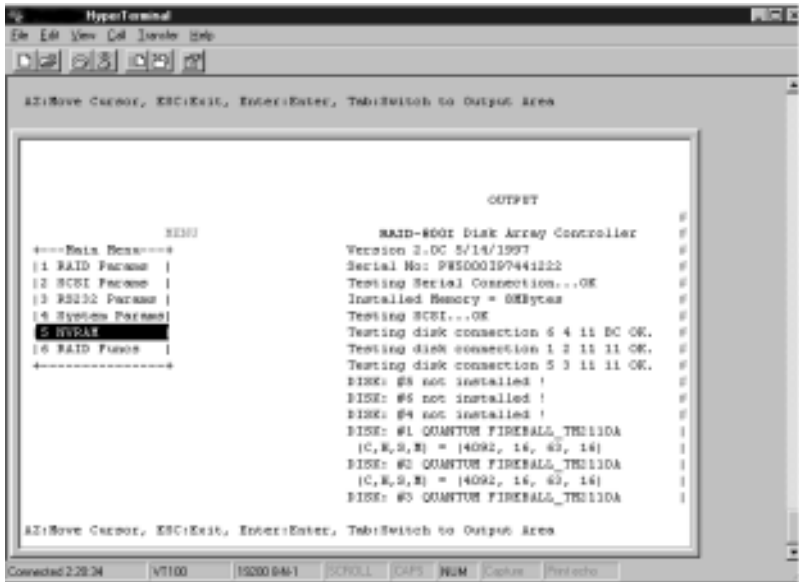 HyperTerminal
File Edit View Call Transfer Help
AZ:Move Cursor, ESC:Exit, Enter:Enter, Tab:Switch to Output Area
OUTPUT
MENU
RAID-800I Disk Array Controller
+---Main Menu---+
Version 2.0C 5/14/1997
|1 RAID Params |
Serial No: PW5000I97441222
|2 SCSI Params |
Testing Serial Connection...OK
|3 RS232 Params |
Installed Memory = 8MBytes
|4 System Params|
Testing SCSI...OK
5 NVRAM
Testing disk connection 6 4 11 DC OK.
|6 RAID Funcs |
Testing disk connection 1 2 11 11 OK.
+----------------+
Testing disk connection 5 3 11 11 OK.
DISK: #5 not installed !
DISK: #6 not installed !
DISK: #4 not installed !
DISK: #1 QUANTUM FIREBALL_TM2110A
(C,H,S,M) = (4092, 16, 63, 16)
DISK: #2 QUANTUM FIREBALL_TM2110A
(C,H,S,M) = (4092, 16, 63, 16)
DISK: #3 QUANTUM FIREBALL_TM2110A
AZ:Move Cursor, ESC:Exit, Enter:Enter, Tab:Switch to Output Area
Connected 2:28:34 VT100 19200 8-N-1 SCROLL CAPS NUM Capture Print echo